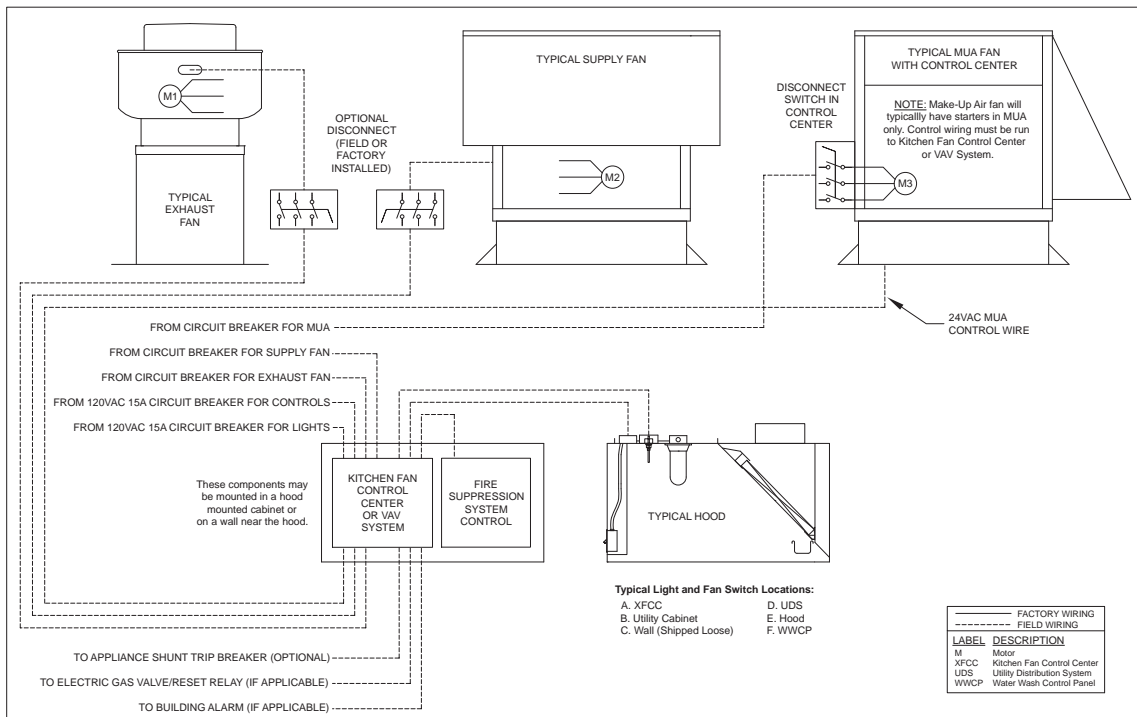 M1
TYPICAL
EXHAUST
FAN
OPTIONAL
DISCONNECT
(FIELD OR
FACTORY
INSTALLED)
TYPICAL SUPPLY FAN
M2
DISCONNECT
SWITCH IN
CONTROL
CENTER
TYPICAL MUA FAN
WITH CONTROL CENTER
NOTE: Make-Up Air fan will
typicallly have starters in MUA
only. Control wiring must be run
to Kitchen Fan Control Center
or VAV System.
M3
24VAC MUA
CONTROL WIRE
FROM CIRCUIT BREAKER FOR MUA
FROM CIRCUIT BREAKER FOR SUPPLY FAN
FROM CIRCUIT BREAKER FOR EXHAUST FAN
FROM 120VAC 15A CIRCUIT BREAKER FOR CONTROLS
FROM 120VAC 15A CIRCUIT BREAKER FOR LIGHTS
These components may
be mounted in a hood
mounted cabinet or
on a wall near the hood.
KITCHEN FAN
CONTROL
CENTER
OR VAV
SYSTEM
FIRE
SUPPRESSION
SYSTEM
CONTROL
TYPICAL HOOD
Typical Light and Fan Switch Locations:
A. XFCC
B. Utility Cabinet
C. Wall (Shipped Loose)
D. UDS
E. Hood
F. WWCP
TO APPLIANCE SHUNT TRIP BREAKER (OPTIONAL)
TO ELECTRIC GAS VALVE/RESET RELAY (IF APPLICABLE)
TO BUILDING ALARM (IF APPLICABLE)
FACTORY WIRING
FIELD WIRING
LABEL DESCRIPTION
M Motor
XFCC Kitchen Fan Control Center
UDS Utility Distribution System
WWCP Water Wash Control Panel